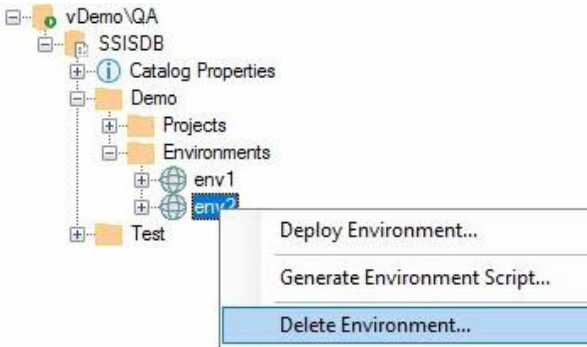 vDemo\QA
SSISDB
Catalog Properties
Demo
Projects
Environments
env1
env2
Test
Deploy Environment...
Generate Environment Script...
Delete Environment...